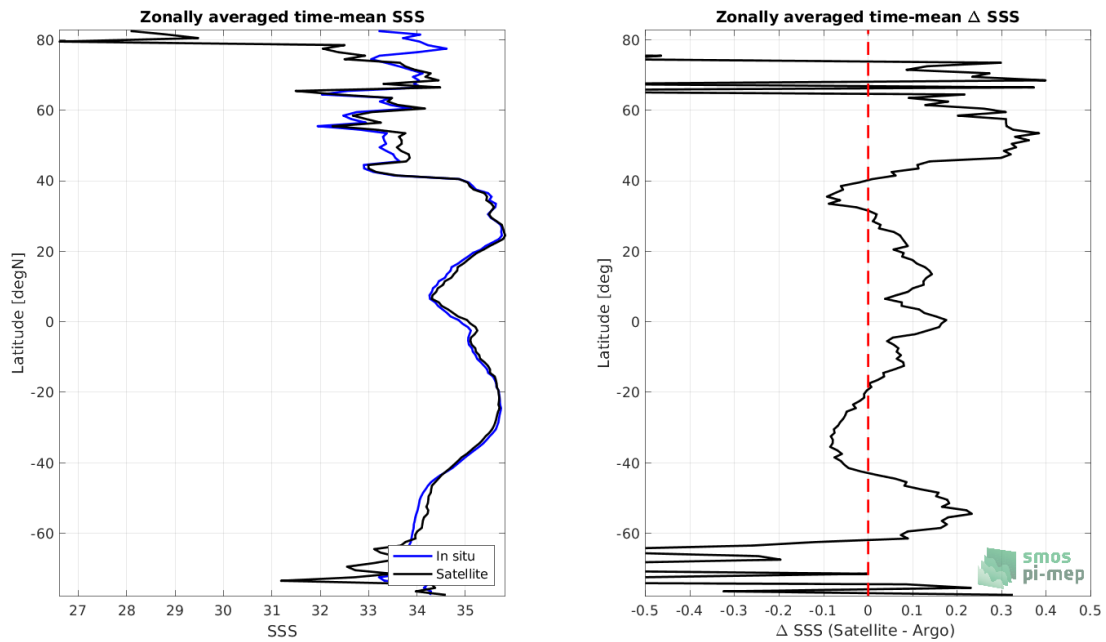 Zonally averaged time-mean SSS
80
60
40
20
0
-20
-40
-60
Latitude [degN]
27 28 29 30 31 32 33 34 35
SSS
In situ
Satellite
Zonally averaged time-mean Δ SSS
80
60
40
20
0
-20
-40
-60
Latitude [deg]
-0.5 -0.4 -0.3 -0.2 -0.1 0 0.1 0.2 0.3 0.4 0.5
Δ SSS (Satellite - Argo)
smos
pi-mep